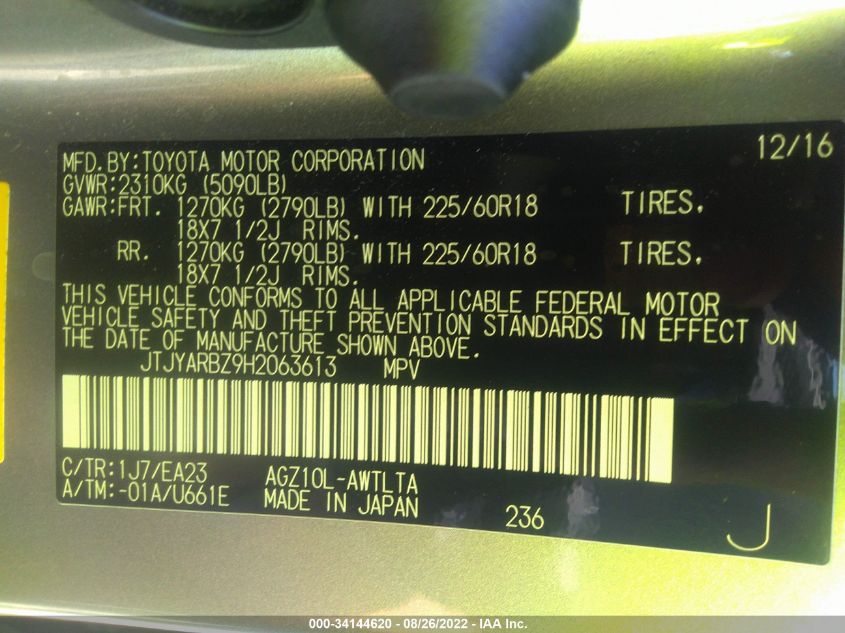 12/16
MFD.BY:TOYOTA MOTOR CORPORATION
GVWR:2310KG (5090LB)
GAWR:FRT. 1270KG (2790LB) WITH 225/60R18 TIRES.
18X7 1/2J RIMS.
RR. 1270KG (2790LB) WITH 225/60R18 TIRES.
18X7 1/2J RIMS.
THIS VEHICLE CONFORMS TO ALL APPLICABLE FEDERAL MOTOR
VEHICLE SAFETY AND THEFT PREVENTION STANDARDS IN EFFECT ON
THE DATE OF MANUFACTURE SHOWN ABOVE.
JTJYARBZ9H2063613 MPV
C/TR:1J7/EA23 AGZ10L-AWTLTA
A/TM:-01A/U661E MADE IN JAPAN 236 J
000-34144620 - 08/26/2022 - IAA Inc.